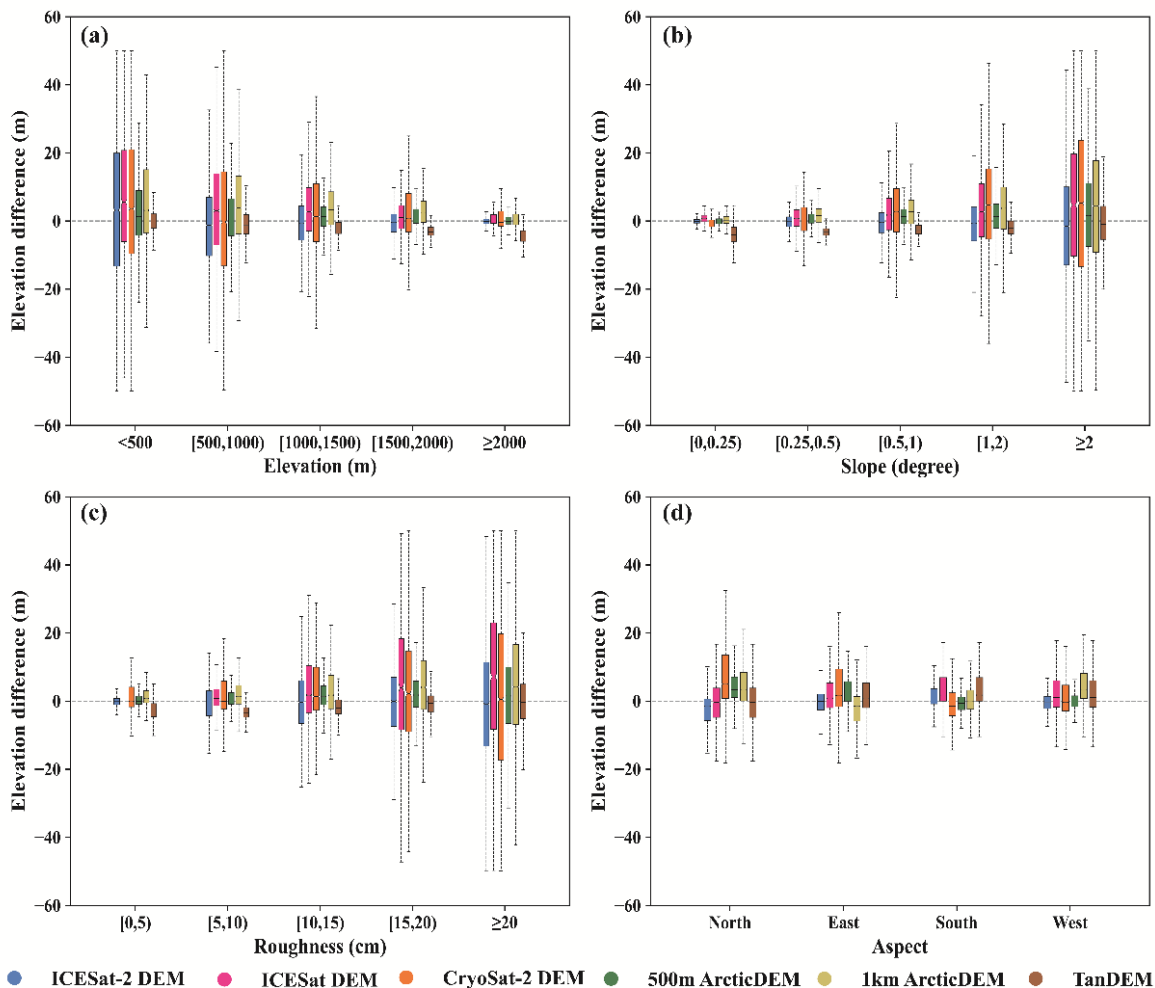 (a)
60
40
20
0
−20
−40
−60
Elevation difference (m)
<500 [500,1000) [1000,1500) [1500,2000) ≥2000
Elevation (m)
(b)
60
40
20
0
−20
−40
−60
Elevation difference (m)
[0,0.25) [0.25,0.5) [0.5,1) [1,2) ≥2
Slope (degree)
(c)
60
40
20
0
−20
−40
−60
Elevation difference (m)
[0,5) [5,10) [10,15) [15,20) ≥20
Roughness (cm)
(d)
60
40
20
0
−20
−40
−60
Elevation difference (m)
North East South West
Aspect
ICESat-2 DEM ICESat DEM CryoSat-2 DEM 500m ArcticDEM 1km ArcticDEM TanDEM